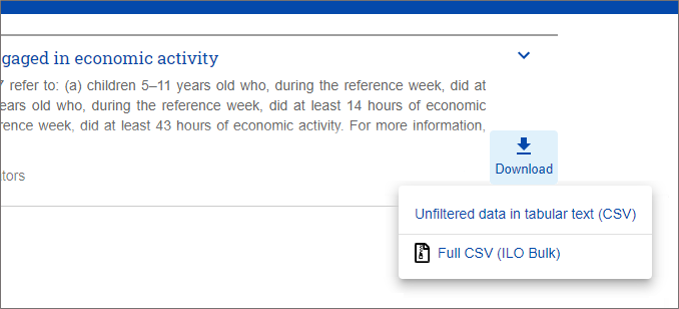 gaged in economic activity
7 refer to: (a) children 5–11 years old who, during the reference week, did at
ears old who, during the reference week, did at least 14 hours of economic
rence week, did at least 43 hours of economic activity. For more information,
Download
tors
Unfiltered data in tabular text (CSV)
Full CSV (ILO Bulk)